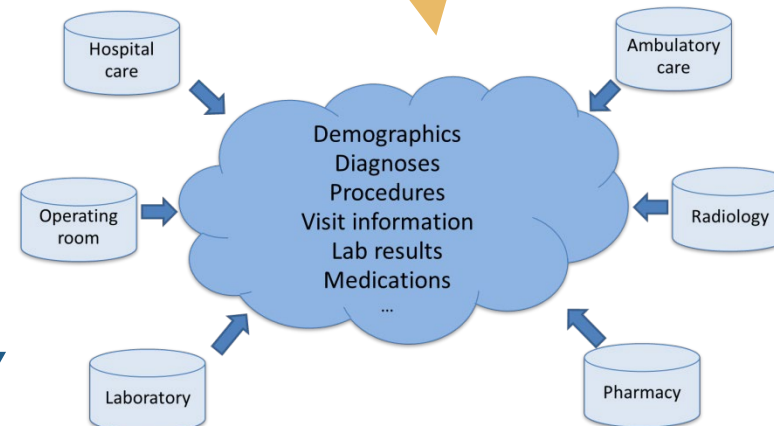 Hospital
care
Ambulatory
care
Demographics
Diagnoses
Procedures
Visit information
Lab results
Medications
...
Operating
room
Radiology
Laboratory
Pharmacy